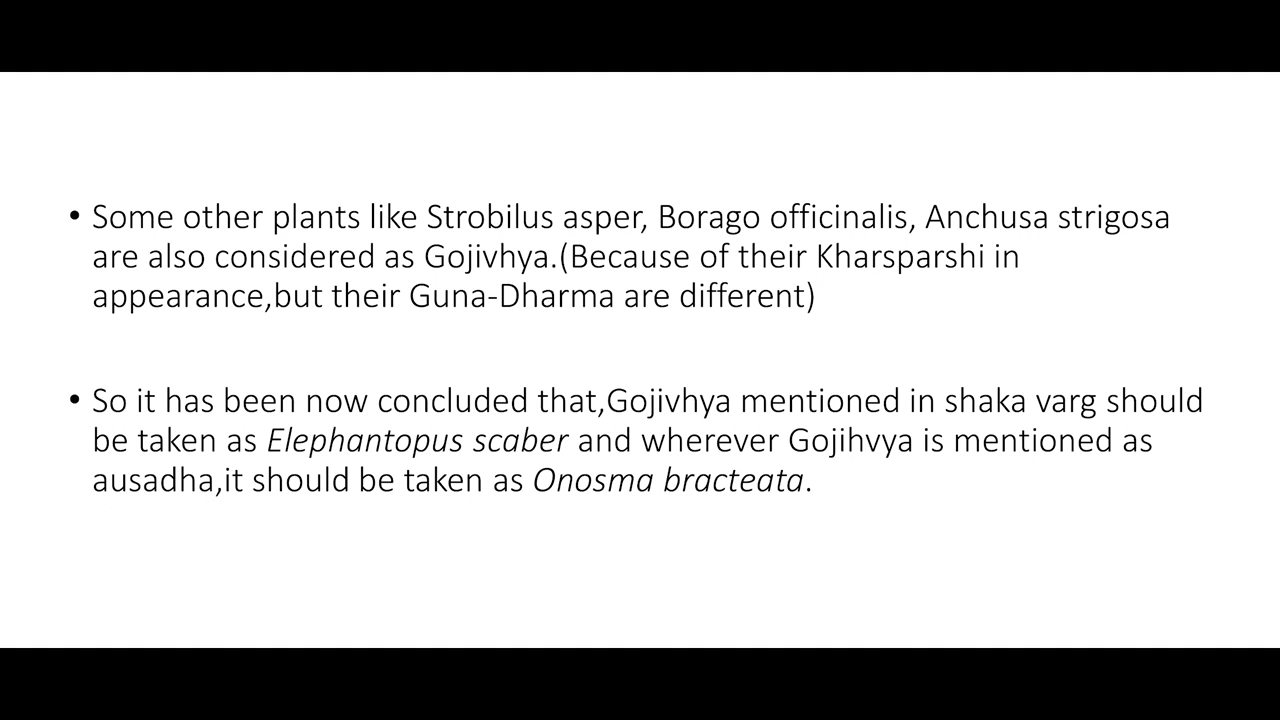 • Some other plants like Strobilus asper, Borago officinalis, Anchusa strigosa
are also considered as Gojivhya.(Because of their Kharsparshi in
appearance,but their Guna-Dharma are different)
• So it has been now concluded that,Gojivhya mentioned in shaka varg should
be taken as Elephantopus scaber and wherever Gojihvya is mentioned as
ausadha,it should be taken as Onosma bracteata.